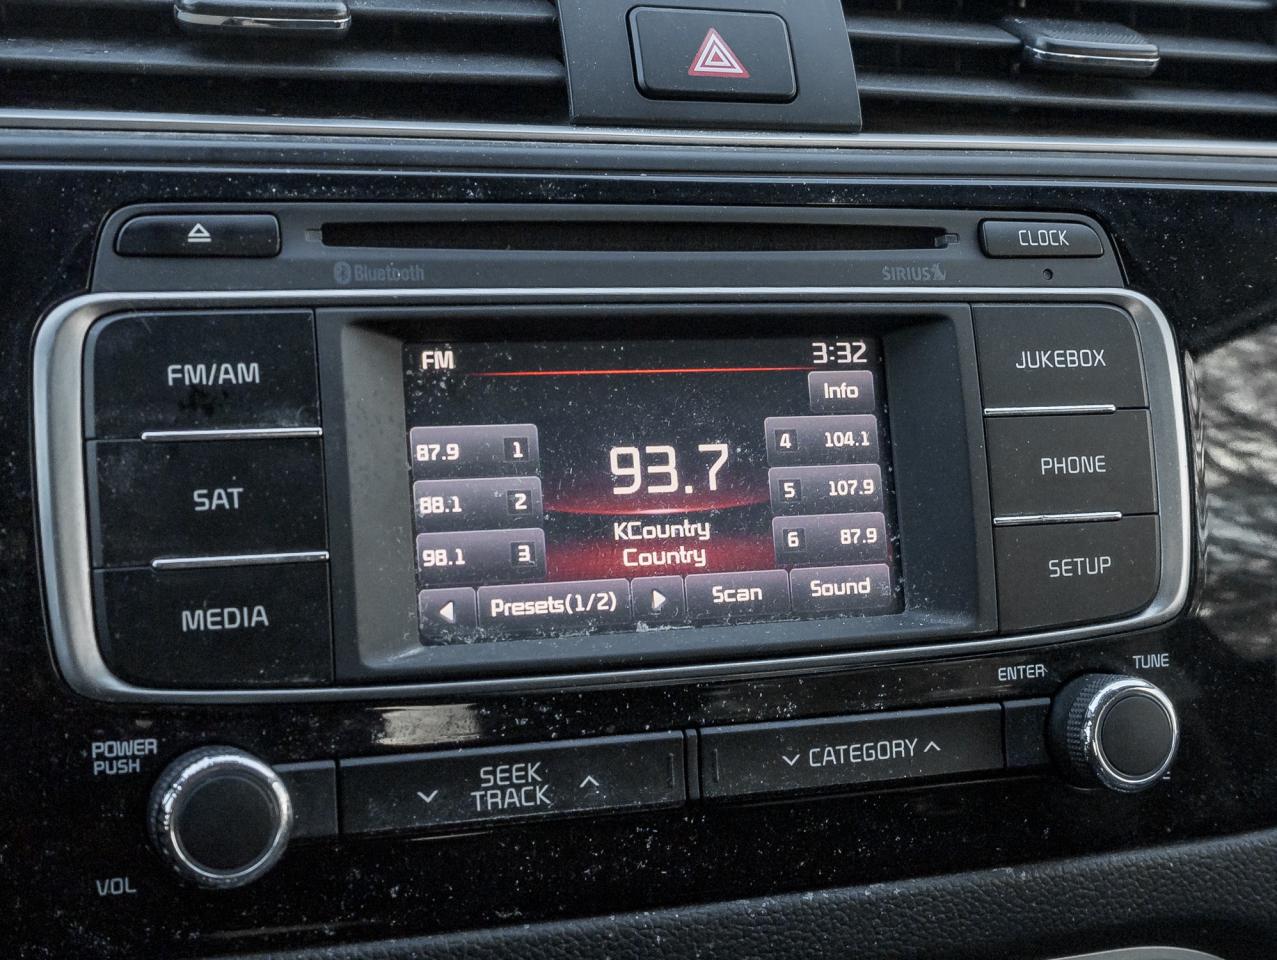 Bluetooth
SIRIUS
CLOCK
FM/AM
SAT
MEDIA
FM
3:32
Info
87.9 1
88.1 2
98.1 3
93.7
KCountry
Country
4 104.1
5 107.9
6 87.9
Presets(1/2)
Scan
Sound
JUKEBOX
PHONE
SETUP
POWER
PUSH
VOL
SEEK
TRACK
CATEGORY
ENTER
TUNE